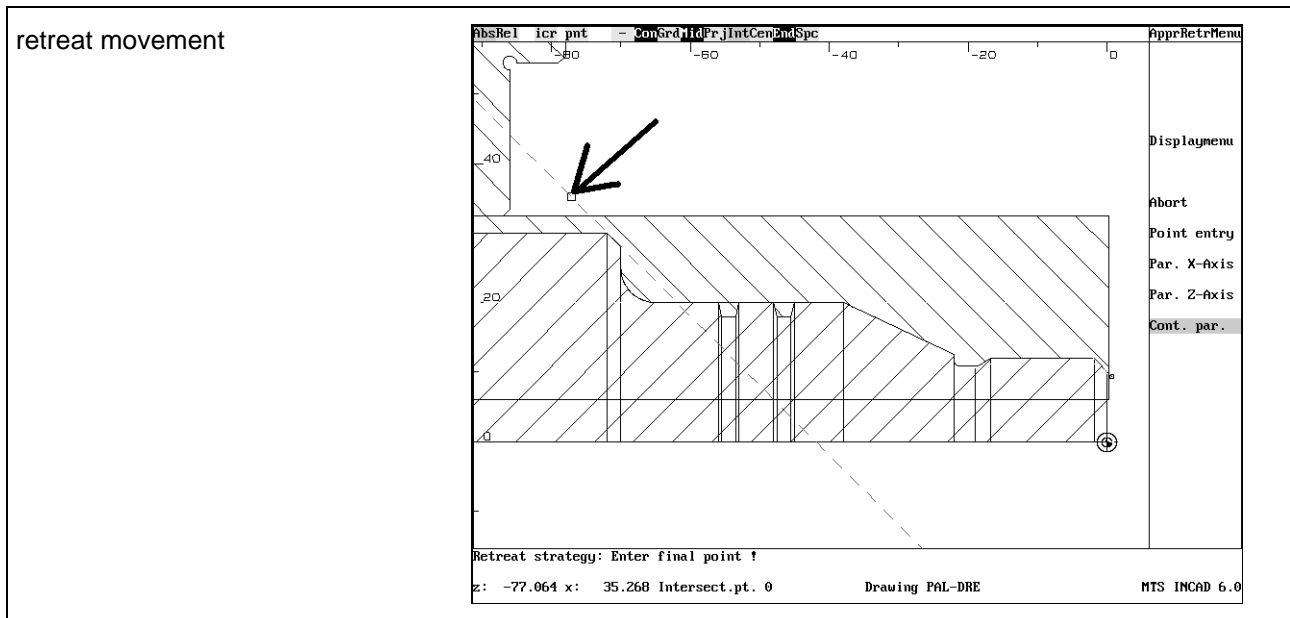 retreat movement
AbsRel icr pnt - ConGrdMidPrjIntCenEndSpc ApprRetrMenu
-80 -60 -40 -20 0
Displaymenu
40
Abort
Point entry
Par. X-Axis
Par. Z-Axis
20
Cont. par.
0
Retreat strategy: Enter final point !
z: -77.064 x: 35.268 Intersect.pt. 0 Drawing PAL-DRE MTS INCAD 6.0